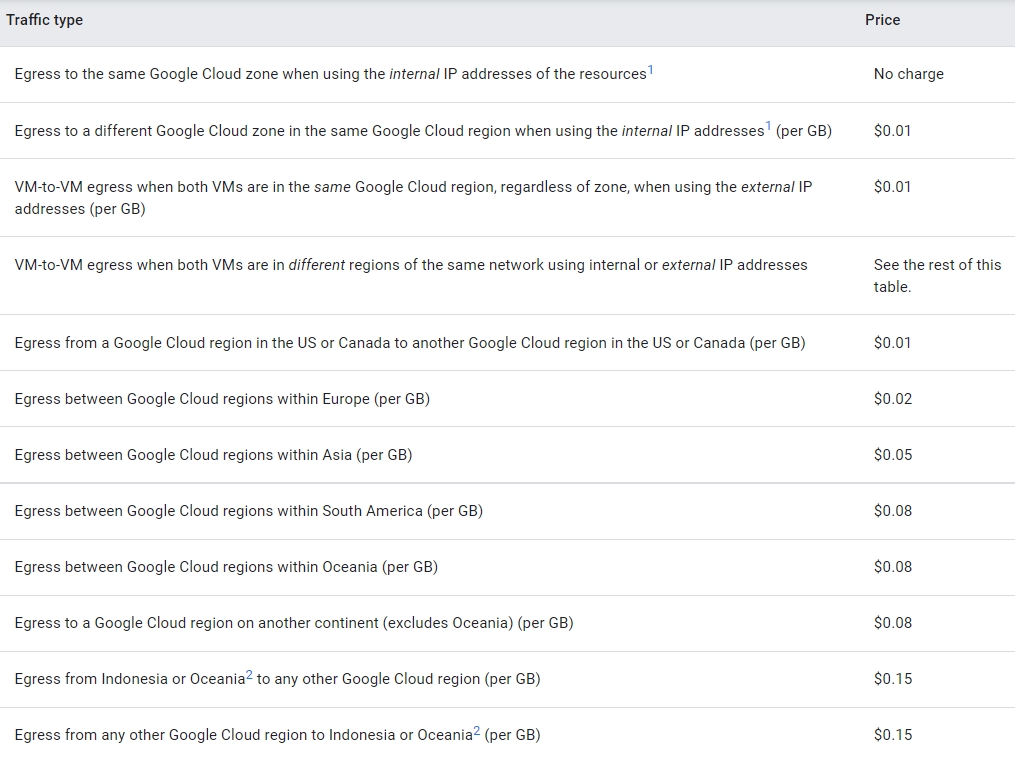 Traffic type Price
Egress to the same Google Cloud zone when using the internal IP addresses of the resources1 No charge
Egress to a different Google Cloud zone in the same Google Cloud region when using the internal IP addresses1 (per GB) $0.01
VM-to-VM egress when both VMs are in the same Google Cloud region, regardless of zone, when using the external IP $0.01
addresses (per GB)
VM-to-VM egress when both VMs are in different regions of the same network using internal or external IP addresses See the rest of this
table.
Egress from a Google Cloud region in the US or Canada to another Google Cloud region in the US or Canada (per GB) $0.01
Egress between Google Cloud regions within Europe (per GB) $0.02
Egress between Google Cloud regions within Asia (per GB) $0.05
Egress between Google Cloud regions within South America (per GB) $0.08
Egress between Google Cloud regions within Oceania (per GB) $0.08
Egress to a Google Cloud region on another continent (excludes Oceania) (per GB) $0.08
Egress from Indonesia or Oceania2 to any other Google Cloud region (per GB) $0.15
Egress from any other Google Cloud region to Indonesia or Oceania2 (per GB) $0.15